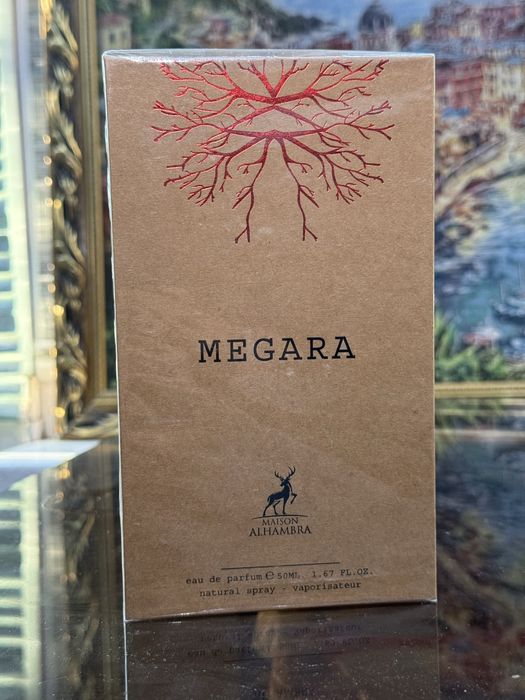 MEGARA
MAISON
ALHAMBRA
eau de parfum ℮ 50ML 1.67 FL.OZ.
natural spray - vaporisateur